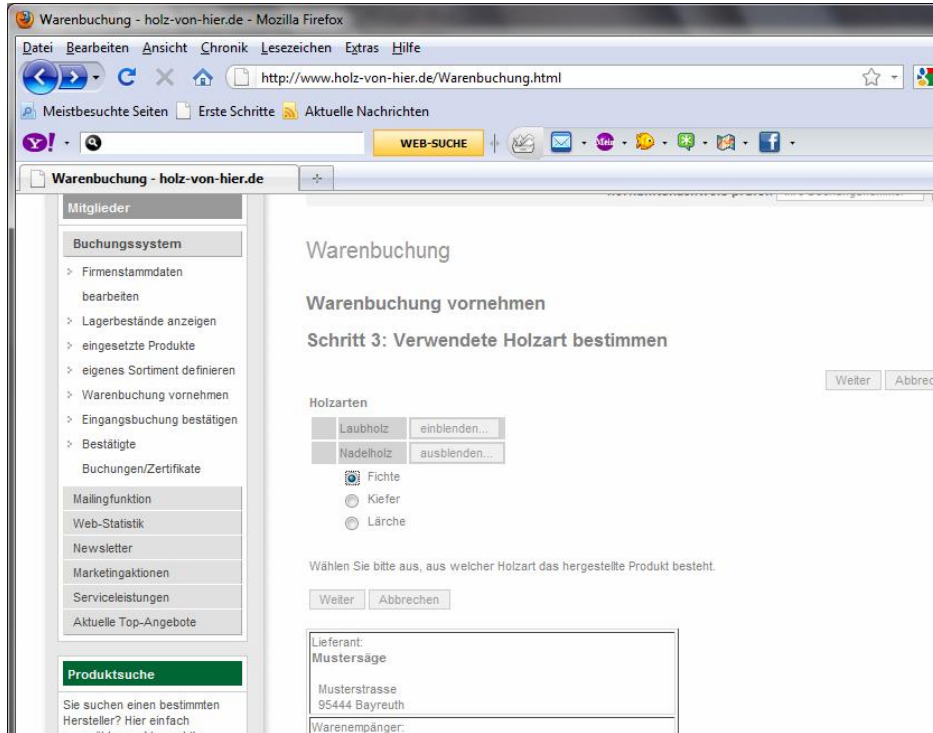 Warenbuchung - holz-von-hier.de - Mozilla Firefox
Datei Bearbeiten Ansicht Chronik Lesezeichen Extras Hilfe
http://www.holz-von-hier.de/Warenbuchung.html
Meistbesuchte Seiten Erste Schritte Aktuelle Nachrichten
Y! WEB-SUCHE Mein f
Warenbuchung - holz-von-hier.de
Mitglieder
Buchungssystem
Firmenstammdaten
bearbeiten
Lagerbestände anzeigen
eingesetzte Produkte
eigenes Sortiment definieren
Warenbuchung vornehmen
Eingangsbuchung bestätigen
Bestätigte
Buchungen/Zertifikate
Mailingfunktion
Web-Statistik
Newsletter
Marketingaktionen
Serviceleistungen
Aktuelle Top-Angebote
Produktsuche
Sie suchen einen bestimmten
Hersteller? Hier einfach
Warenbuchung
Warenbuchung vornehmen
Schritt 3: Verwendete Holzart bestimmen
Weiter Abbrec
Holzarten
Laubholz einblenden...
Nadelholz ausblenden...
Fichte
Kiefer
Lärche
Wählen Sie bitte aus, aus welcher Holzart das hergestellte Produkt besteht.
Weiter Abbrechen
Lieferant:
Mustersäge
Musterstrasse
95444 Bayreuth
Warenempänger: